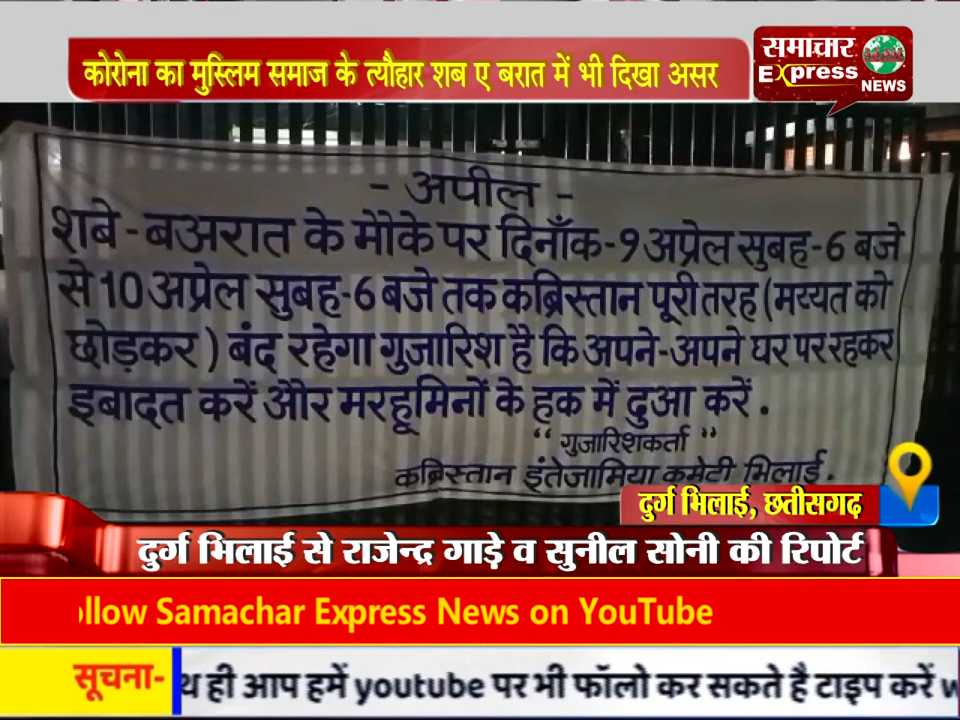 कोरोना का मुस्लिम समाज के त्यौहार शब ए बरात में भी दिखा असर
समाचार
Express
NEWS
- अपील -
शबे-बअरात के मौके पर दिनाँक-9 अप्रेल सुबह-6 बजे
से 10 अप्रेल सुबह-6 बजे तक कब्रिस्तान पूरी तरह (मय्यत को
छोड़कर) बंद रहेगा गुजारिश है कि अपने-अपने घर पर रहकर
इबादत करें और मरहूमिनों के हक में दुआ करें .
"गुजारिशकर्ता"
कब्रिस्तान इंतेजामिया कमेटी भिलाई.
दुर्ग भिलाई, छत्तीसगढ़
दुर्ग भिलाई से राजेन्द्र गाड़े व सुनील सोनी की रिपोर्ट
ollow Samachar Express News on YouTube
सूचना-
थ ही आप हमें youtube पर भी फॉलो कर सकते है टाइप करें w